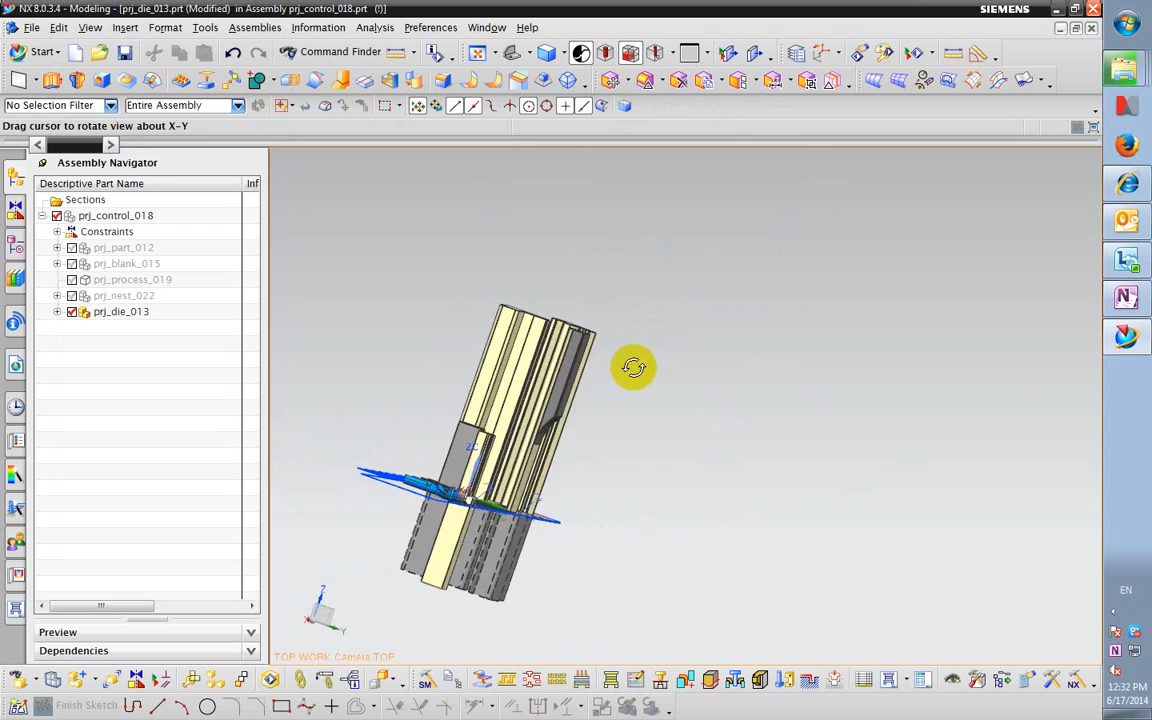 NX 8.0.3.4 - Modeling - [prj_die_013.prt (Modified) in Assembly prj_control_018.prt (!)]
SIEMENS
File Edit View Insert Format Tools Assemblies Information Analysis Preferences Window Help
Start
Command Finder
No Selection Filter
Entire Assembly
Drag cursor to rotate view about X-Y
Assembly Navigator
Descriptive Part Name
Inf
Sections
prj_control_018
Constraints
prj_part_012
prj_blank_015
prj_process_019
prj_nest_022
prj_die_013
Preview
Dependencies
ZC
Z
X
Y
TOP WORK Camera TOP
SM
NX
Finish Sketch
EN
12:32 PM
6/17/2014